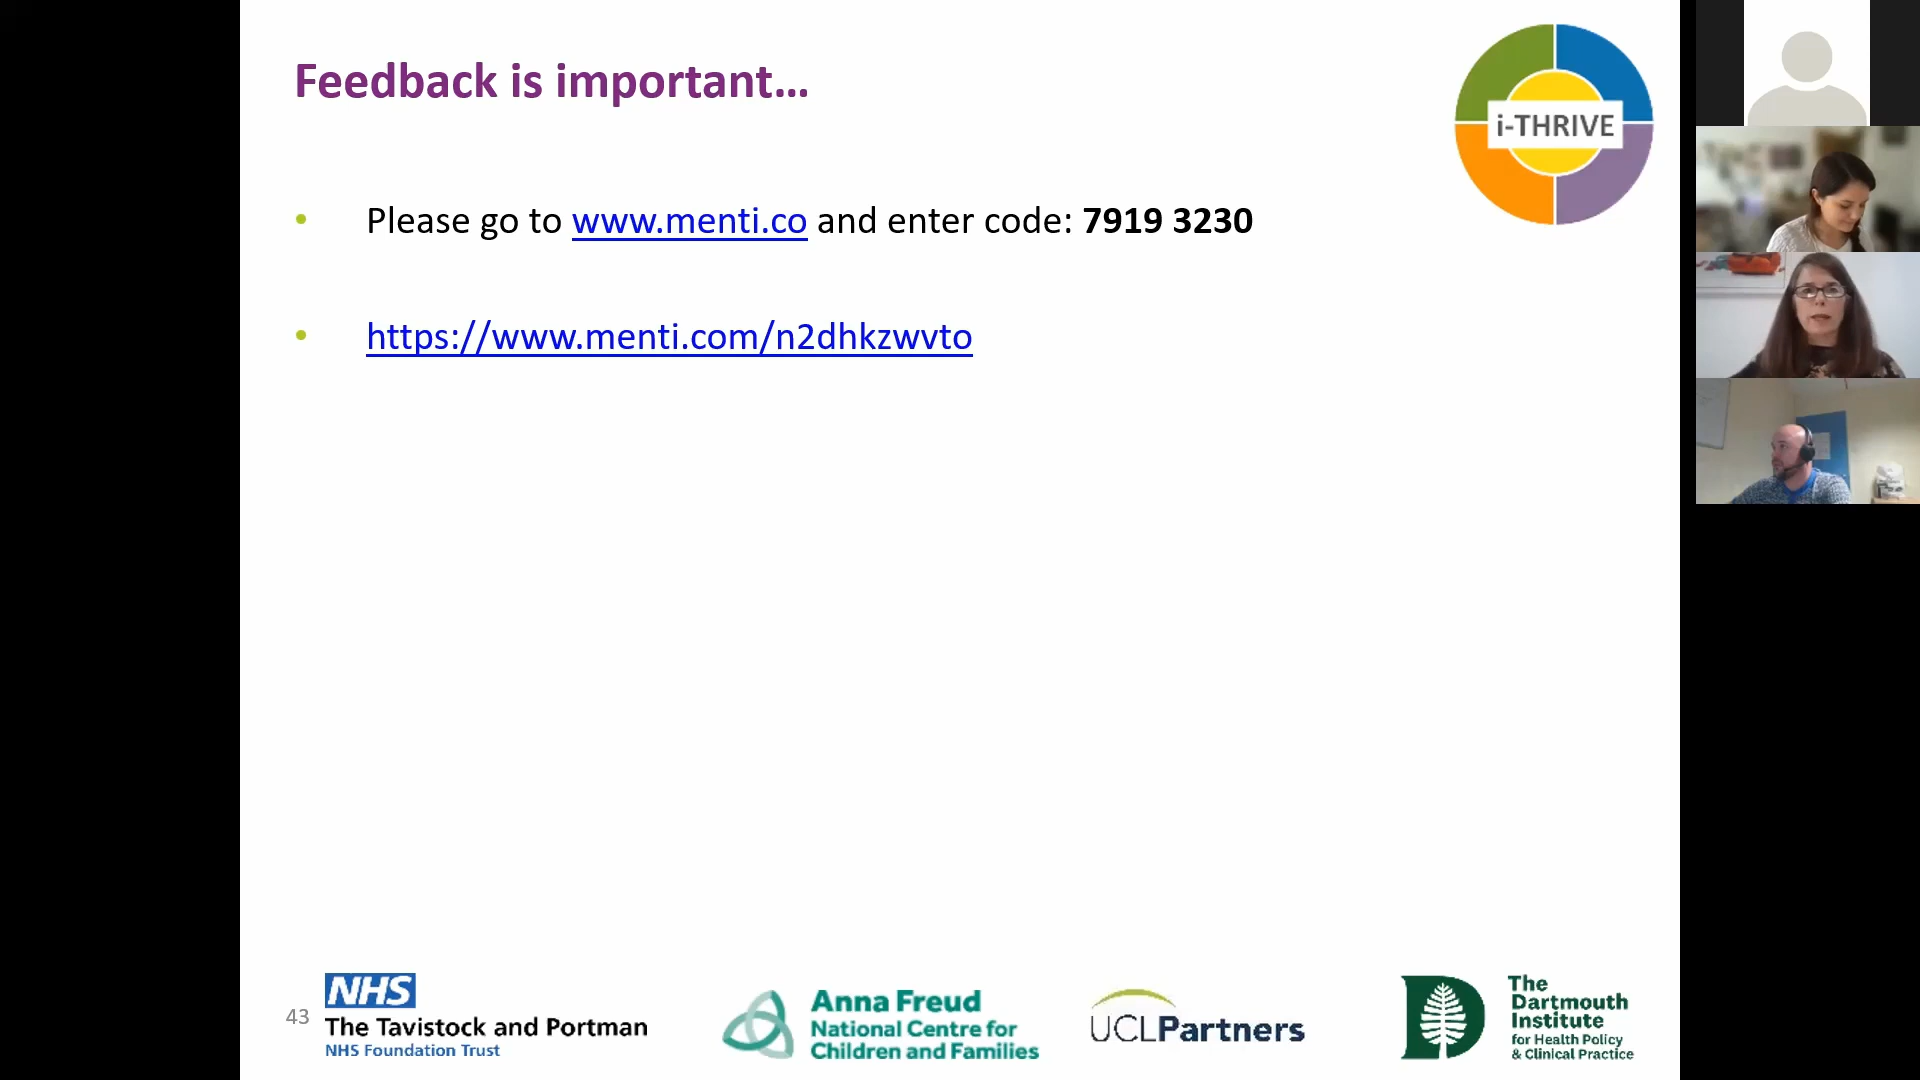 Feedback is important...
i-THRIVE
• Please go to www.menti.co and enter code: 7919 3230
• https://www.menti.com/n2dhkzwvto
43
NHS
The Tavistock and Portman
NHS Foundation Trust
Anna Freud
National Centre for
Children and Families
UCLPartners
The
Dartmouth
Institute
for Health Policy
& Clinical Practice